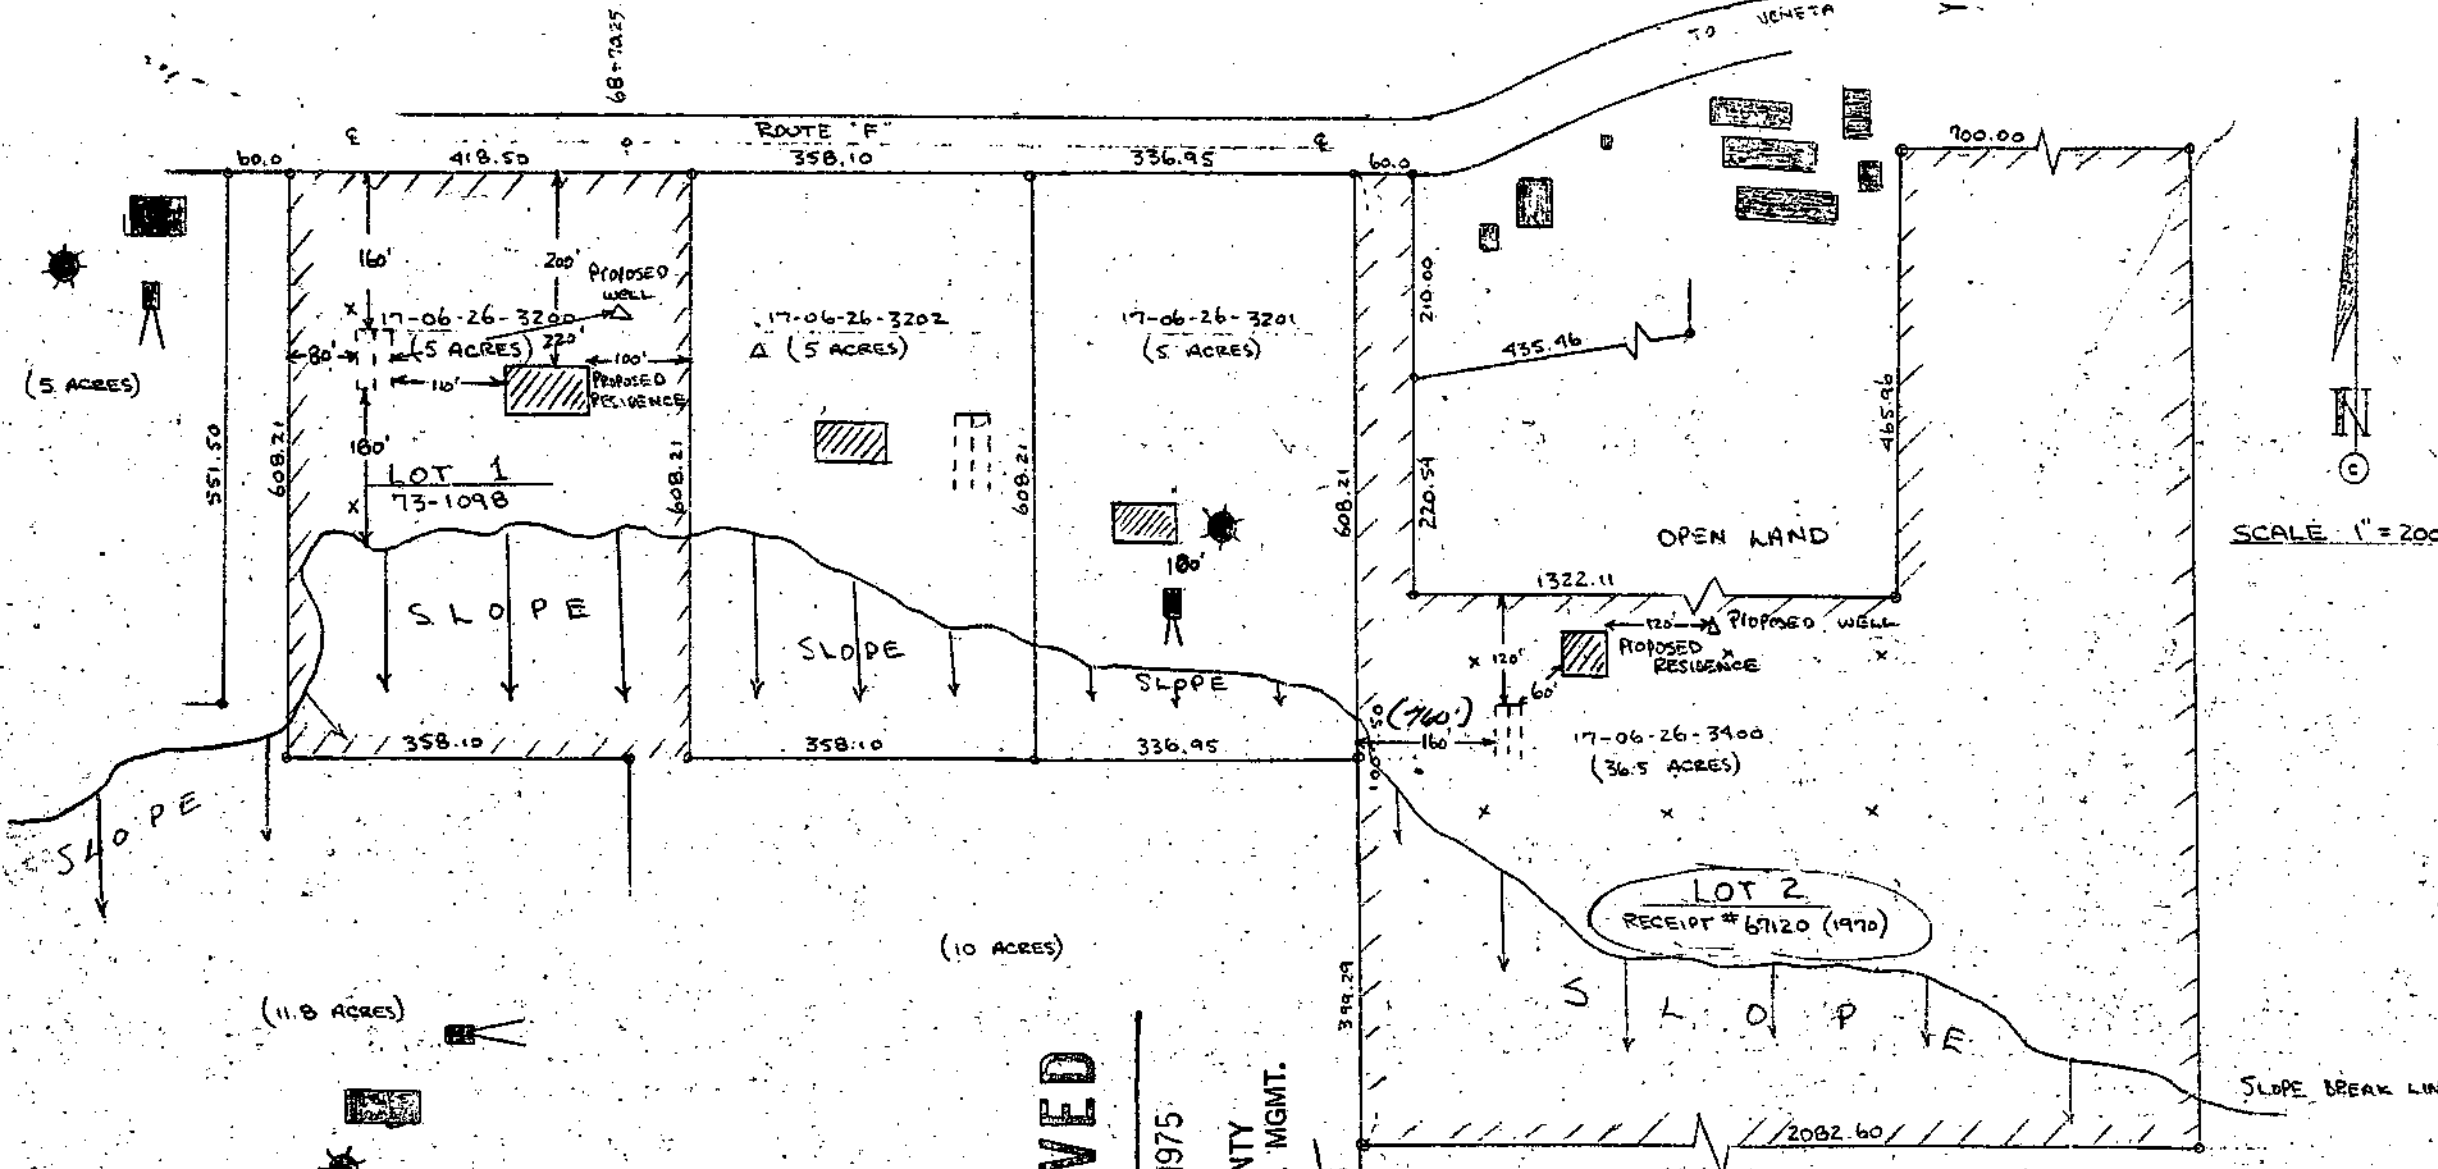 68-7025
TO VENETA
ROUTE "F"
60.0
418.50
358.10
336.95
60.0
700.00
160'
200'
PROPOSED
WELL
17-06-26-3200
(5 ACRES)
220'
80'
110'
100'
PROPOSED
RESIDENCE
180'
LOT 1
73-1098
17-06-26-3202
(5 ACRES)
17-06-26-3201
(5 ACRES)
(5 ACRES)
551.50
608.21
608.21
608.21
608.21
210.00
220.54
435.46
465.96
N
SCALE 1" = 200
OPEN LAND
1322.11
180'
120'
PROPOSED WELL
PROPOSED
RESIDENCE
120'
60'
(760')
160'
17-06-26-3400
(36.5 ACRES)
SLOPE
SLOPE
SLOPE
SLOPE
358.10
358.10
336.95
LOT 2
RECEIPT # 67120 (1970)
(10 ACRES)
(11.8 ACRES)
399.29
SLOPE
SLOPE BREAK LIN
2082.60
VED
1975
NTY
MGMT.